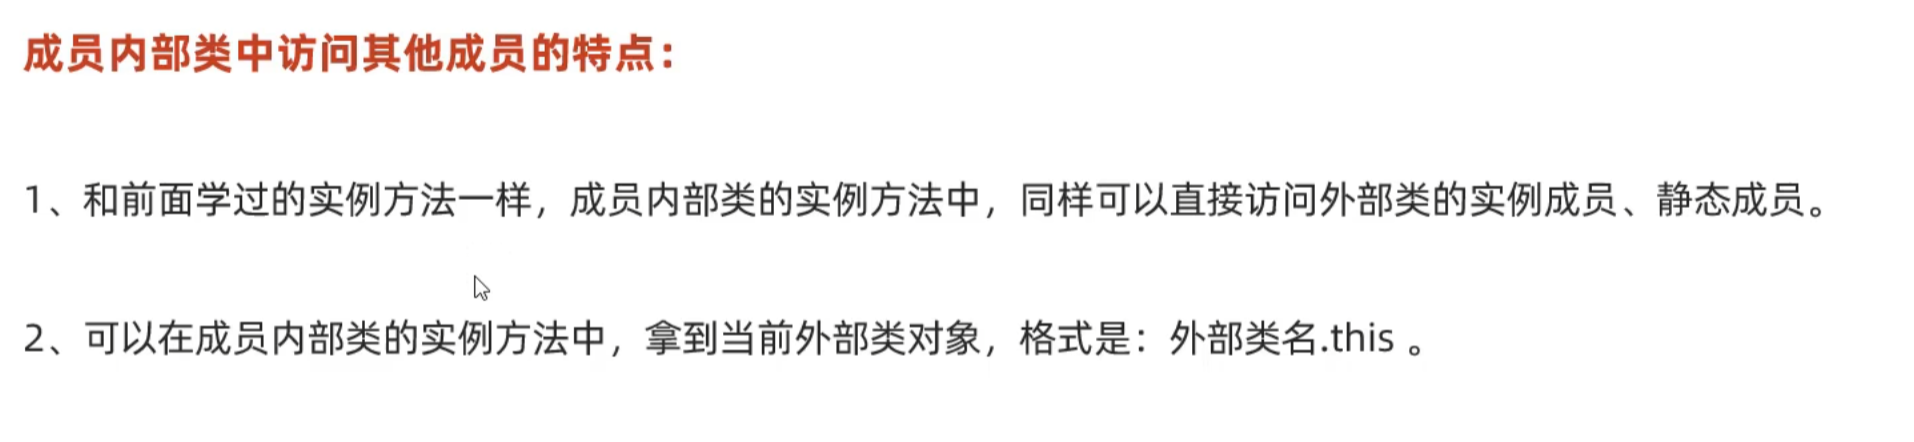 成员内部类中访问其他成员的特点：
1、和前面学过的实例方法一样，成员内部类的实例方法中，同样可以直接访问外部类的实例成员、静态成员。
2、可以在成员内部类的实例方法中，拿到当前外部类对象，格式是：外部类名.this 。